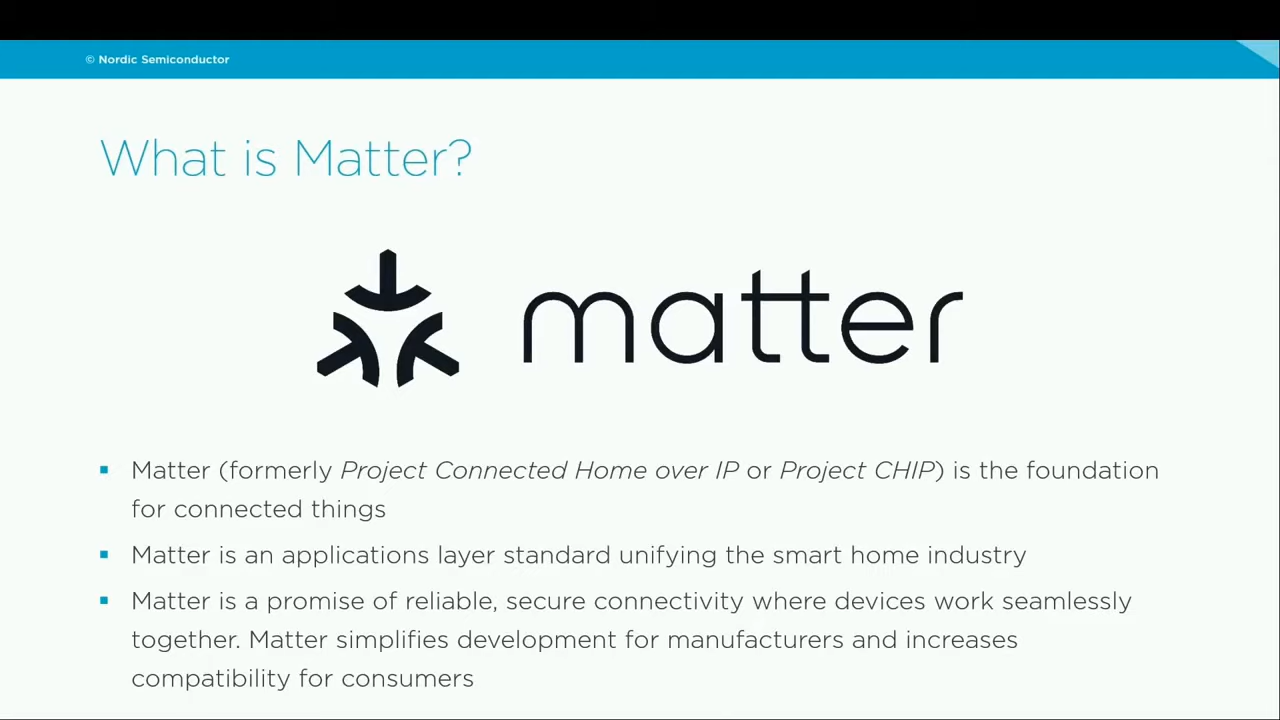 © Nordic Semiconductor
What is Matter?
matter
Matter (formerly Project Connected Home over IP or Project CHIP) is the foundation
for connected things
Matter is an applications layer standard unifying the smart home industry
Matter is a promise of reliable, secure connectivity where devices work seamlessly
together. Matter simplifies development for manufacturers and increases
compatibility for consumers